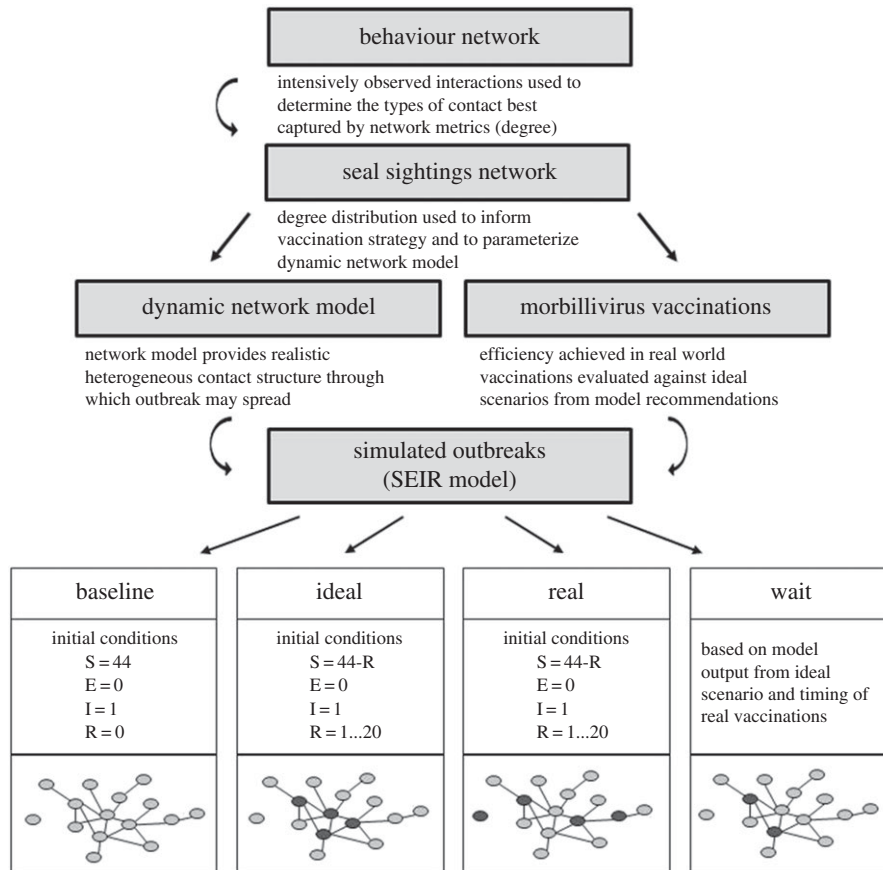 behaviour network
intensively observed interactions used to
determine the types of contact best
captured by network metrics (degree)
seal sightings network
degree distribution used to inform
vaccination strategy and to parameterize
dynamic network model
dynamic network model
network model provides realistic
heterogeneous contact structure through
which outbreak may spread
morbillivirus vaccinations
efficiency achieved in real world
vaccinations evaluated against ideal
scenarios from model recommendations
simulated outbreaks
(SEIR model)
baseline
initial conditions
S = 44
E = 0
I = 1
R = 0
ideal
initial conditions
S = 44-R
E = 0
I = 1
R = 1...20
real
initial conditions
S = 44-R
E = 0
I = 1
R = 1...20
wait
based on model
output from ideal
scenario and timing of
real vaccinations